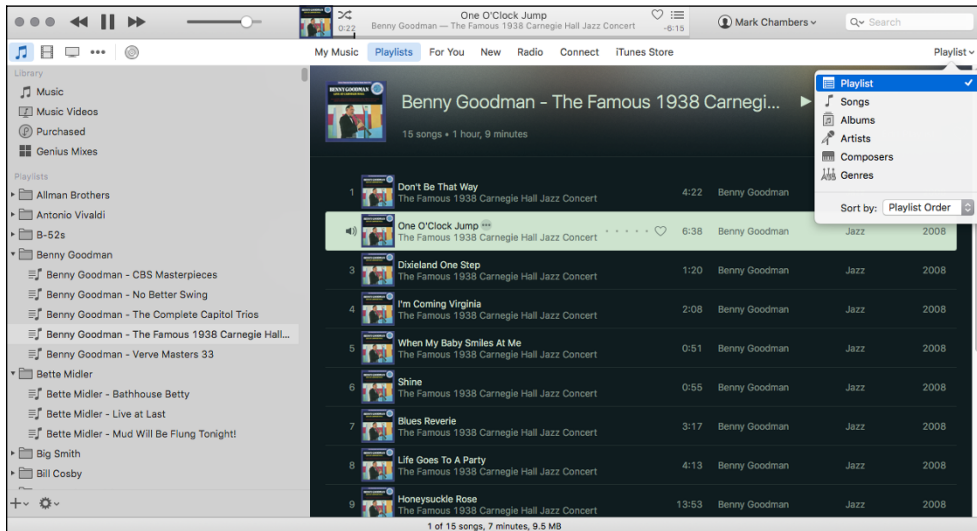 One O'Clock Jump
0:22
Benny Goodman — The Famous 1938 Carnegie Hall Jazz Concert
-6:15
Mark Chambers
Search
My Music Playlists For You New Radio Connect iTunes Store
Playlist
Library
Music
Music Videos
Purchased
Genius Mixes
Playlists
Allman Brothers
Antonio Vivaldi
B-52s
Benny Goodman
Benny Goodman - CBS Masterpieces
Benny Goodman - No Better Swing
Benny Goodman - The Complete Capitol Trios
Benny Goodman - The Famous 1938 Carnegie Hall...
Benny Goodman - Verve Masters 33
Bette Midler
Bette Midler - Bathhouse Betty
Bette Midler - Live at Last
Bette Midler - Mud Will Be Flung Tonight!
Big Smith
Bill Cosby
BENNY GOODMAN
Benny Goodman - The Famous 1938 Carnegi...
15 songs • 1 hour, 9 minutes
Playlist
Songs
Albums
Artists
Composers
Genres
Sort by: Playlist Order
1 Don't Be That Way 4:22 Benny Goodman
The Famous 1938 Carnegie Hall Jazz Concert
One O'Clock Jump 6:38 Benny Goodman Jazz 2008
The Famous 1938 Carnegie Hall Jazz Concert
3 Dixieland One Step 1:20 Benny Goodman Jazz 2008
The Famous 1938 Carnegie Hall Jazz Concert
4 I'm Coming Virginia 2:08 Benny Goodman Jazz 2008
The Famous 1938 Carnegie Hall Jazz Concert
5 When My Baby Smiles At Me 0:51 Benny Goodman Jazz 2008
The Famous 1938 Carnegie Hall Jazz Concert
6 Shine 0:55 Benny Goodman Jazz 2008
The Famous 1938 Carnegie Hall Jazz Concert
7 Blues Reverie 3:17 Benny Goodman Jazz 2008
The Famous 1938 Carnegie Hall Jazz Concert
8 Life Goes To A Party 4:13 Benny Goodman Jazz 2008
The Famous 1938 Carnegie Hall Jazz Concert
9 Honeysuckle Rose 13:53 Benny Goodman Jazz 2008
The Famous 1938 Carnegie Hall Jazz Concert
1 of 15 songs, 7 minutes, 9.5 MB